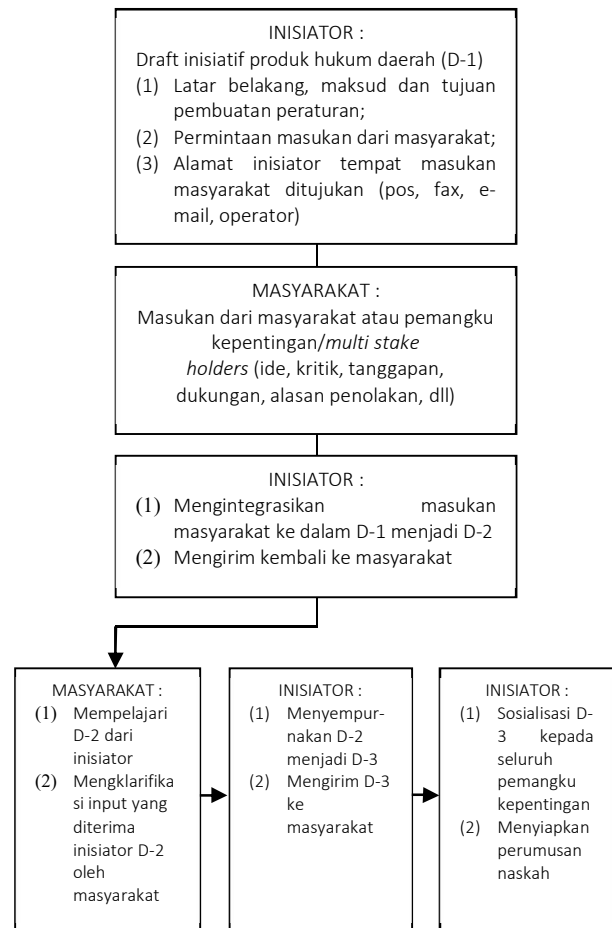 INISIATOR :
Draft inisiatif produk hukum daerah (D-1)
(1) Latar belakang, maksud dan tujuan
pembuatan peraturan;
(2) Permintaan masukan dari masyarakat;
(3) Alamat inisiator tempat masukan
masyarakat ditujukan (pos, fax, e-
mail, operator)
MASYARAKAT :
Masukan dari masyarakat atau pemangku
kepentingan/multi stake
holders (ide, kritik, tanggapan,
dukungan, alasan penolakan, dll)
INISIATOR :
(1) Mengintegrasikan masukan
masyarakat ke dalam D-1 menjadi D-2
(2) Mengirim kembali ke masyarakat
MASYARAKAT :
(1) Mempelajari
D-2 dari
inisiator
(2) Mengklarifika
si input yang
diterima
inisiator D-2
oleh
masyarakat
INISIATOR :
(1) Menyempur-
nakan D-2
menjadi D-3
(2) Mengirim D-3
ke
masyarakat
INISIATOR :
(1) Sosialisasi D-
3 kepada
seluruh
pemangku
kepentingan
(2) Menyiapkan
perumusan
naskah